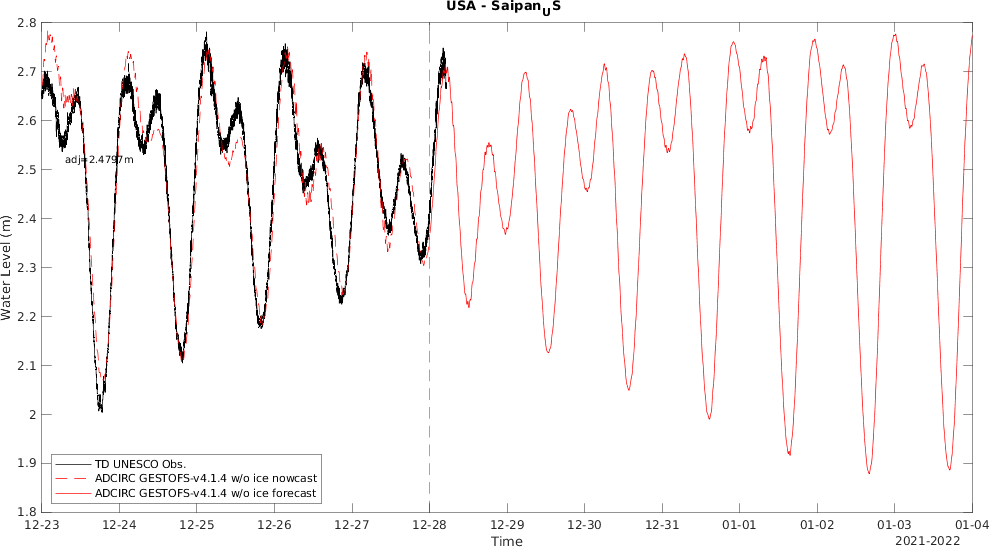 USA - Saipan_US
2.8
2.7
2.6
2.5
2.4
2.3
2.2
2.1
2
1.9
1.8
Water Level (m)
adj=2.4797m
TD UNESCO Obs.
ADCIRC GESTOFS-v4.1.4 w/o ice nowcast
ADCIRC GESTOFS-v4.1.4 w/o ice forecast
12-23 12-24 12-25 12-26 12-27 12-28 12-29 12-30 12-31 01-01 01-02 01-03 01-04
Time
2021-2022